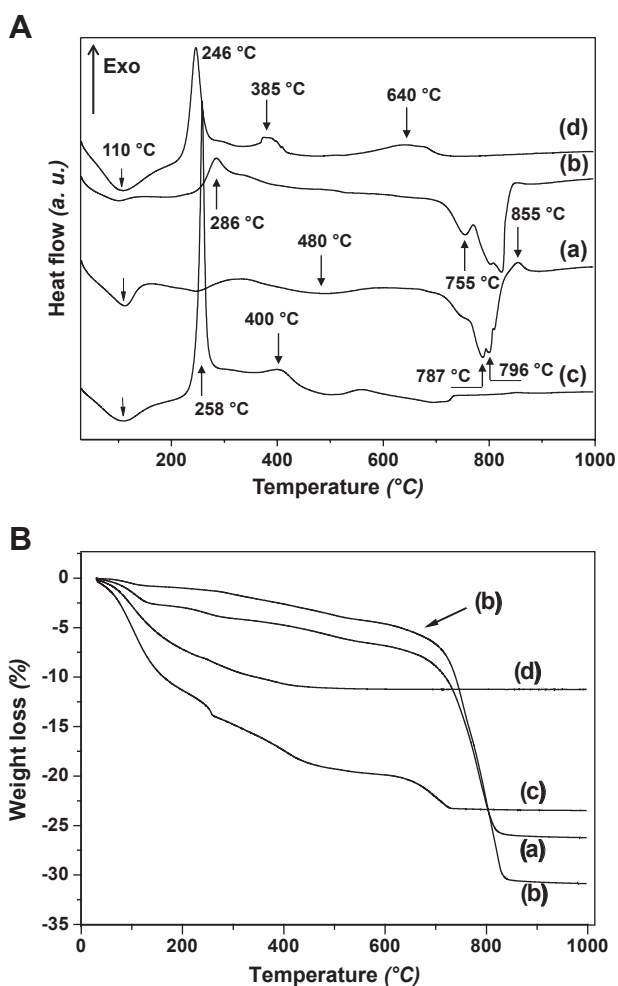 A
Exo
246 °C
385 °C
640 °C
(d)
110 °C
(b)
286 °C
855 °C
480 °C
755 °C
(a)
400 °C
787 °C
796 °C
(c)
258 °C
Heat flow (a. u.)
200 400 600 800 1000
Temperature (°C)
B
0
(b)
-5
(d)
-10
-15
-20
(c)
-25
(a)
-30
(b)
-35
Weight loss (%)
0 200 400 600 800 1000
Temperature (°C)